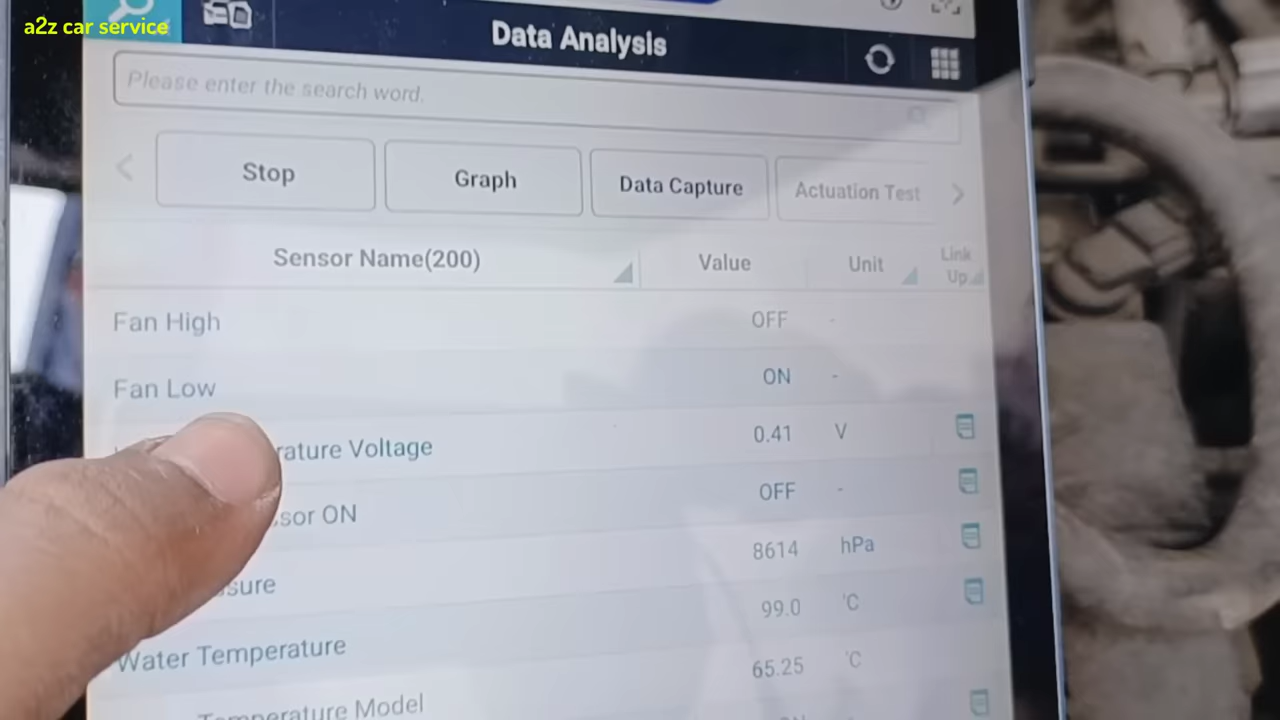 a2z car service
Data Analysis
Please enter the search word.
Stop Graph Data Capture Actuation Test
Sensor Name(200) Value Unit Link Up
Fan High OFF -
Fan Low ON -
rature Voltage 0.41 V
sor ON OFF -
sure 8614 hPa
Water Temperature 99.0 °C
Temperature Model 65.25 °C